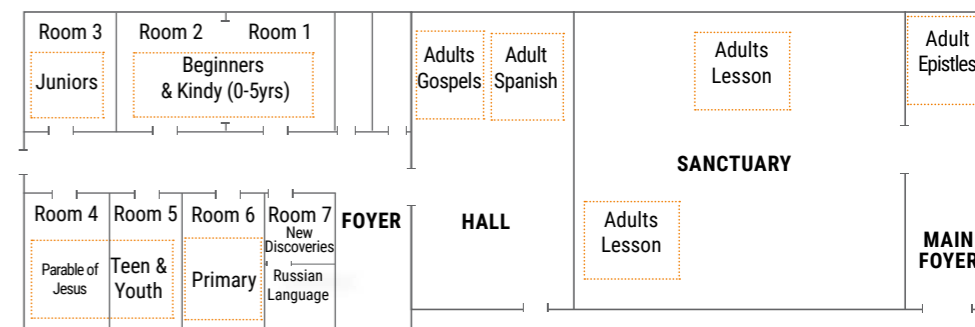 Room 3
Juniors
Room 2
Room 1
Beginners
& Kindy (0-5yrs)
Adults
Gospels
Adult
Spanish
Adults
Lesson
Adult
Epistles
SANCTUARY
Room 4
Parable of
Jesus
Room 5
Teen &
Youth
Room 6
Primary
Room 7
New
Discoveries
Russian
Language
FOYER
HALL
Adults
Lesson
MAIN
FOYER